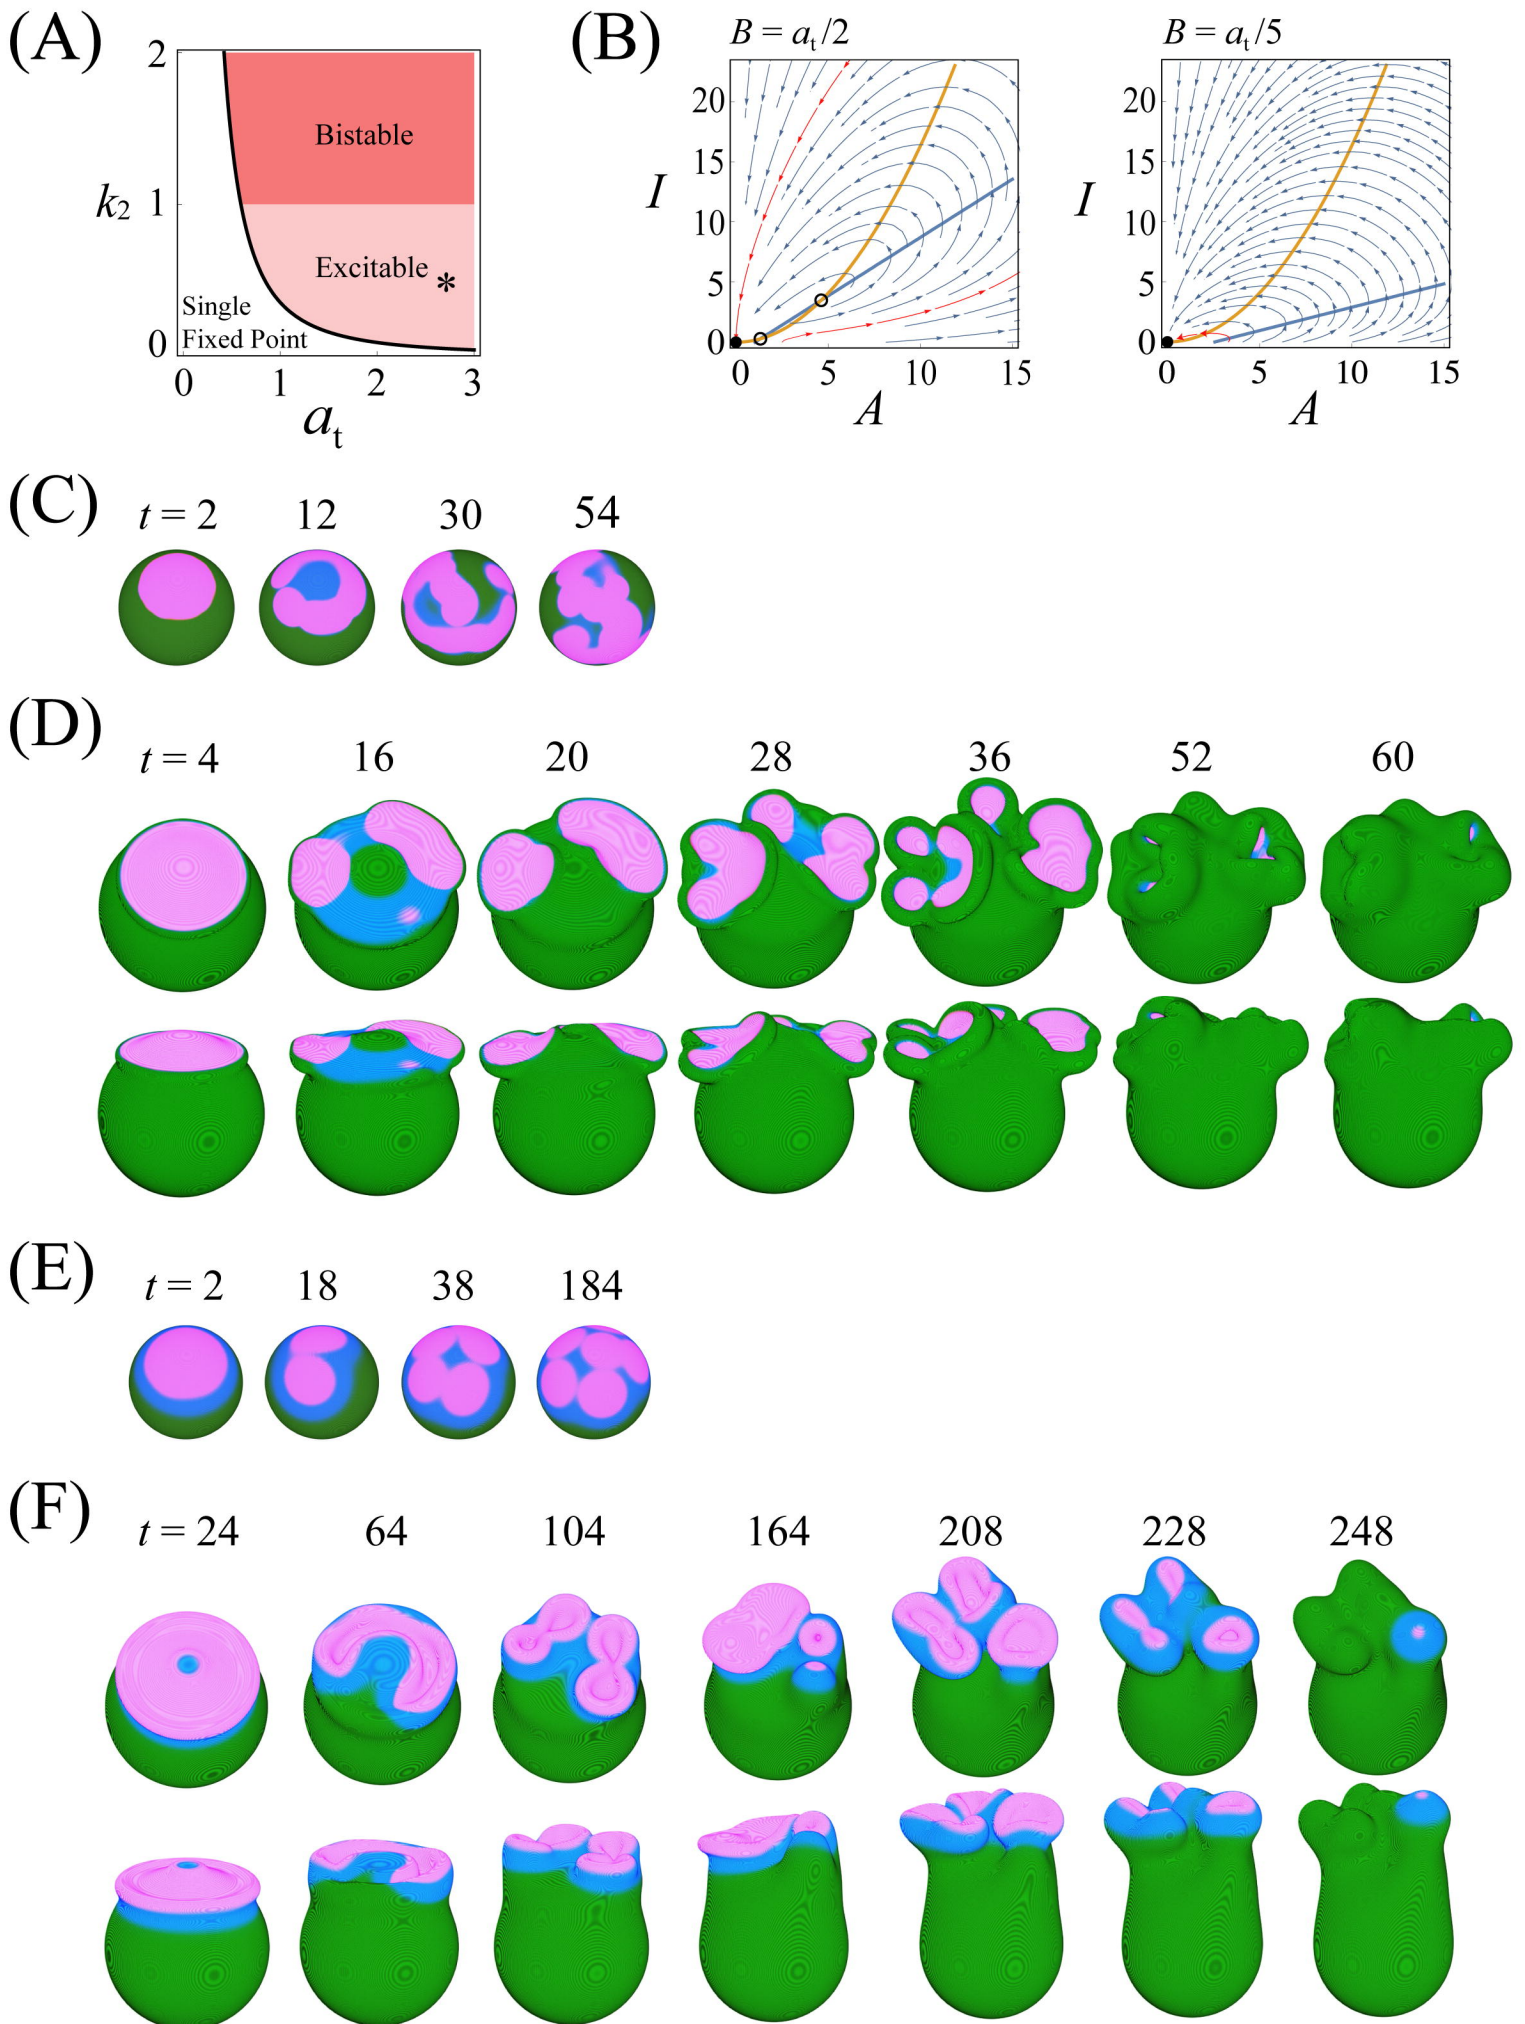 (A)
2
Bistable
k2 1
Excitable *
Single
Fixed Point
0
0 1 2 3
at
(B)
B = at/2
20
15
I
10
5
0
0 5 10 15
A
B = at/5
20
15
I
10
5
0
0 5 10 15
A
(C)
t = 2 12 30 54
(D)
t = 4 16 20 28 36 52 60
(E)
t = 2 18 38 184
(F)
t = 24 64 104 164 208 228 248